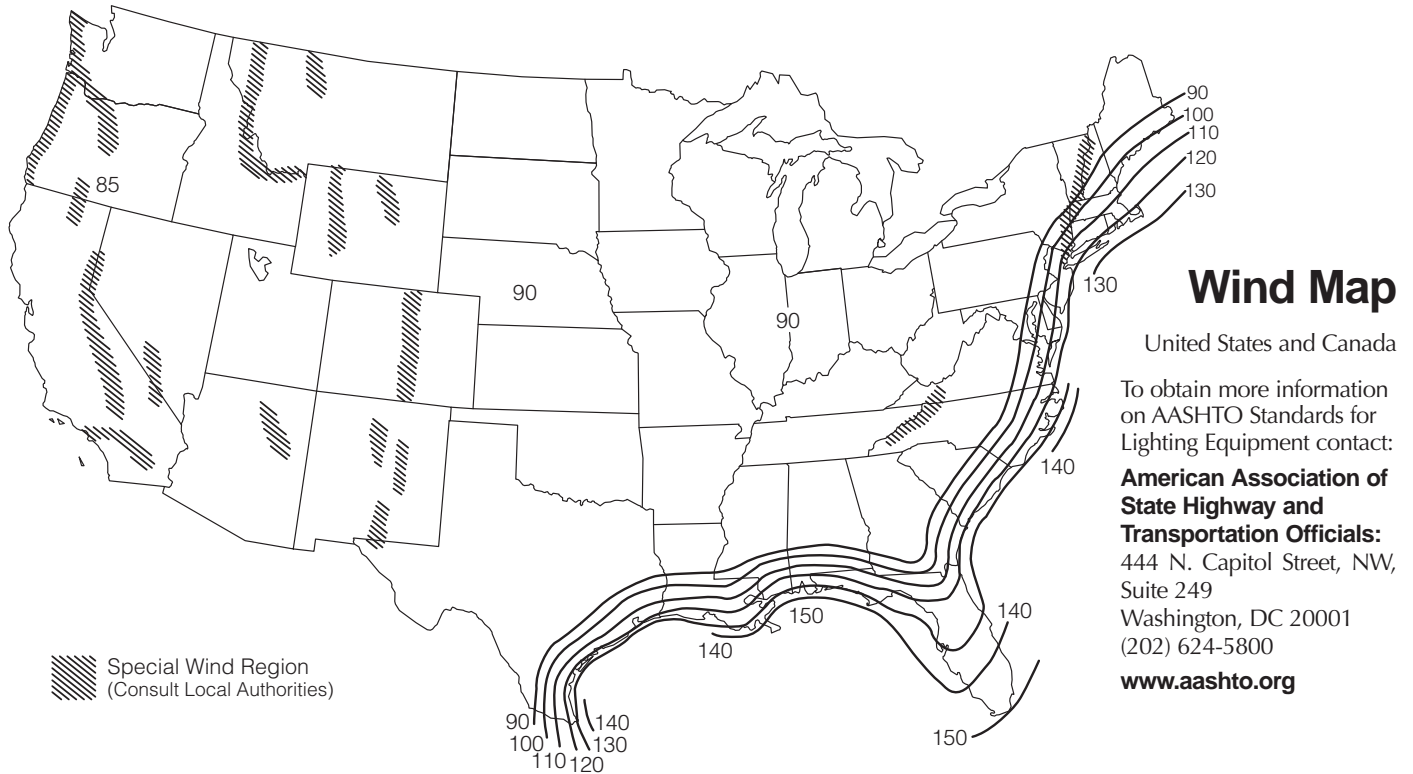 90
100
110
120
130
85
90
90
130
140
140
150
140
150
90
100
110
120
130
140
Special Wind Region
(Consult Local Authorities)
Wind Map
United States and Canada
To obtain more information
on AASHTO Standards for
Lighting Equipment contact:
American Association of
State Highway and
Transportation Officials:
444 N. Capitol Street, NW,
Suite 249
Washington, DC 20001
(202) 624-5800
www.aashto.org